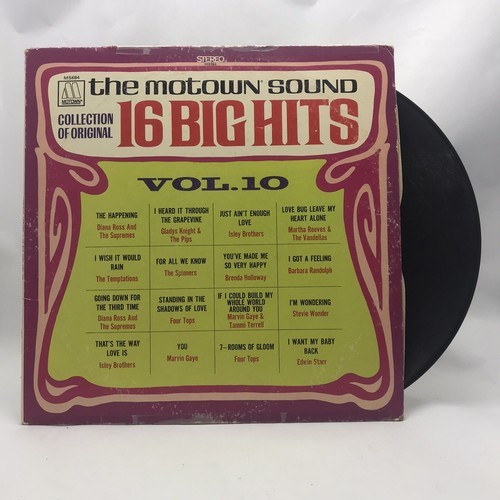 STEREO
MS684
M
MOTOWN
the motown sound
COLLECTION
OF ORIGINAL
16 BIG HITS
VOL.10
THE HAPPENING
Diana Ross And
The Supremes
I HEARD IT THROUGH
THE GRAPEVINE
Gladys Knight &
The Pips
JUST AIN'T ENOUGH
LOVE
Isley Brothers
LOVE BUG LEAVE MY
HEART ALONE
Martha Reeves &
The Vandellas
I WISH IT WOULD
RAIN
The Temptations
FOR ALL WE KNOW
The Spinners
YOU'VE MADE ME
SO VERY HAPPY
Brenda Holloway
I GOT A FEELING
Barbara Randolph
GOING DOWN FOR
THE THIRD TIME
Diana Ross And
The Supremes
STANDING IN THE
SHADOWS OF LOVE
Four Tops
IF I COULD BUILD MY
WHOLE WORLD
AROUND YOU
Marvin Gaye &
Tammi Terrell
I'M WONDERING
Stevie Wonder
THAT'S THE WAY
LOVE IS
Isley Brothers
YOU
Marvin Gaye
7-ROOMS OF GLOOM
Four Tops
I WANT MY BABY
BACK
Edwin Starr